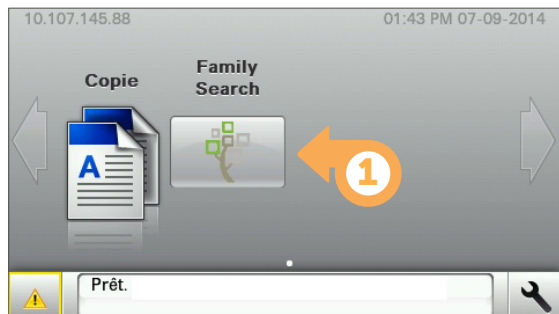 10.107.145.88
01:43 PM 07-09-2014
Copie
Family
Search
A
1
Prêt.